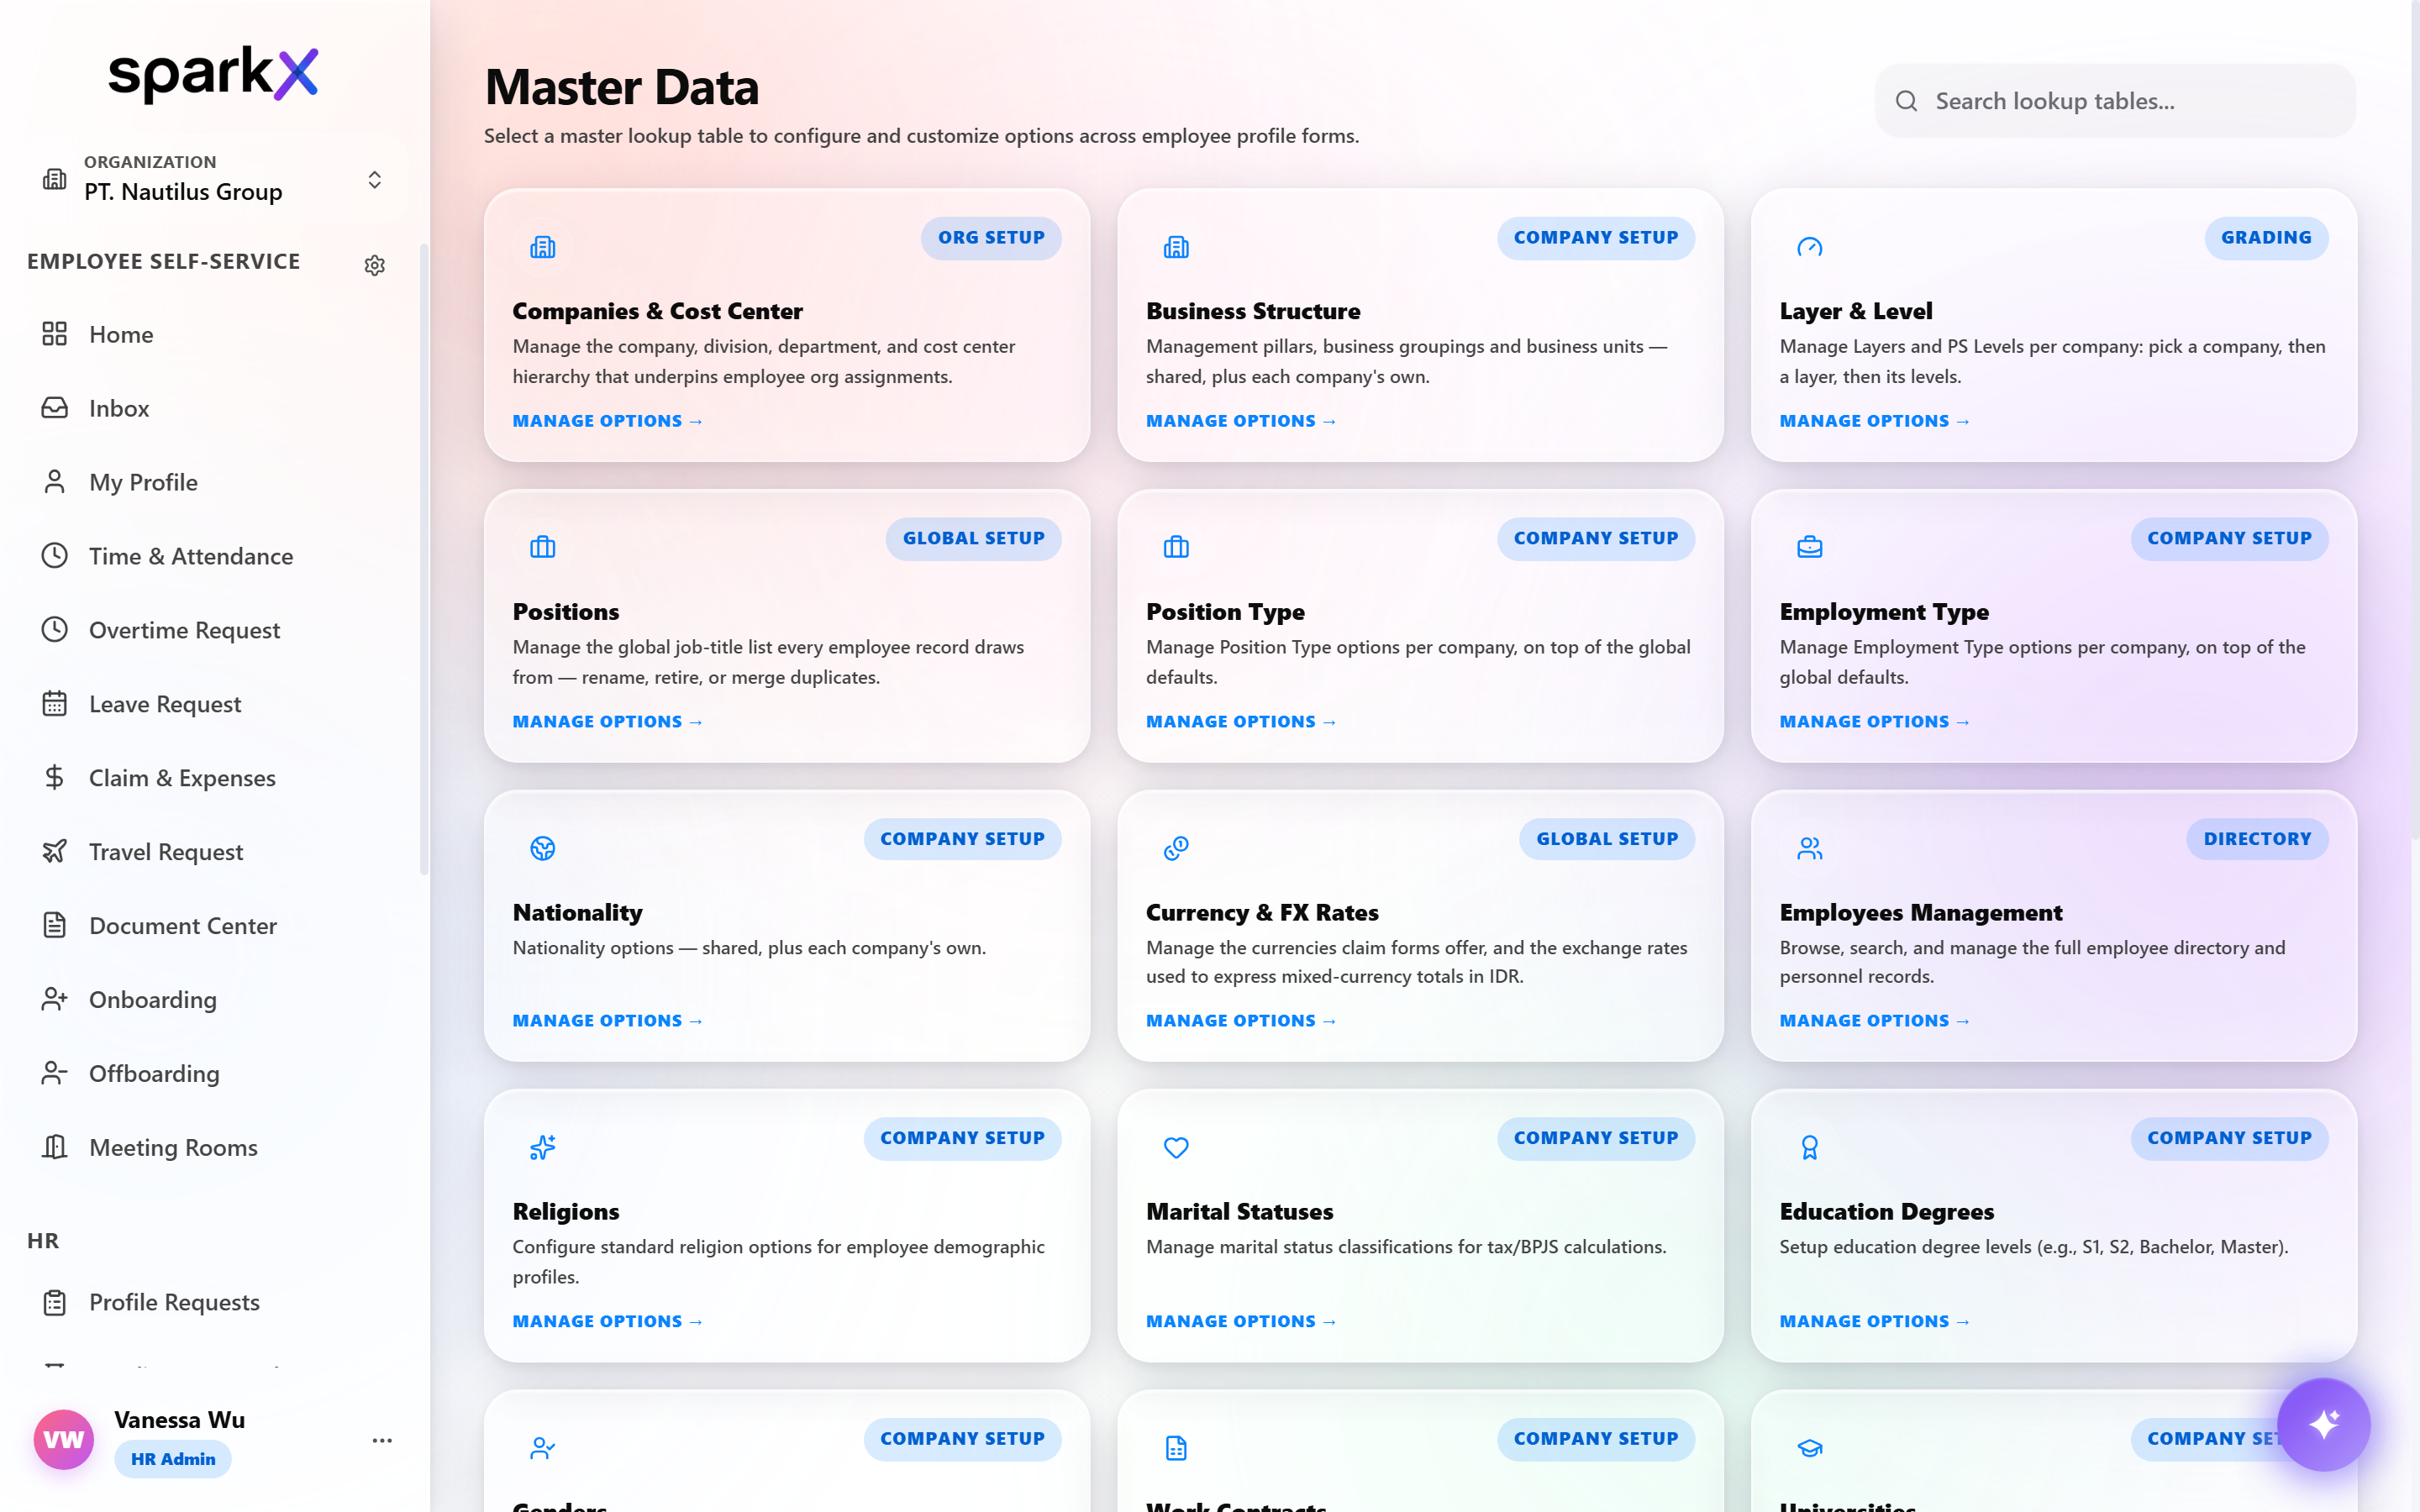 sparkX
ORGANIZATION
PT. Nautilus Group
EMPLOYEE SELF-SERVICE
Home
Inbox
My Profile
Time & Attendance
Overtime Request
Leave Request
Claim & Expenses
Travel Request
Document Center
Onboarding
Offboarding
Meeting Rooms
HR
Profile Requests
VW
Vanessa Wu
HR Admin
Master Data
Select a master lookup table to configure and customize options across employee profile forms.
Search lookup tables...
ORG SETUP
Companies & Cost Center
Manage the company, division, department, and cost center
hierarchy that underpins employee org assignments.
MANAGE OPTIONS →
COMPANY SETUP
Business Structure
Management pillars, business groupings and business units —
shared, plus each company's own.
MANAGE OPTIONS →
GRADING
Layer & Level
Manage Layers and PS Levels per company: pick a company, then
a layer, then its levels.
MANAGE OPTIONS →
GLOBAL SETUP
Positions
Manage the global job-title list every employee record draws
from — rename, retire, or merge duplicates.
MANAGE OPTIONS →
COMPANY SETUP
Position Type
Manage Position Type options per company, on top of the global
defaults.
MANAGE OPTIONS →
COMPANY SETUP
Employment Type
Manage Employment Type options per company, on top of the
global defaults.
MANAGE OPTIONS →
COMPANY SETUP
Nationality
Nationality options — shared, plus each company's own.
MANAGE OPTIONS →
GLOBAL SETUP
Currency & FX Rates
Manage the currencies claim forms offer, and the exchange rates
used to express mixed-currency totals in IDR.
MANAGE OPTIONS →
DIRECTORY
Employees Management
Browse, search, and manage the full employee directory and
personnel records.
MANAGE OPTIONS →
COMPANY SETUP
Religions
Configure standard religion options for employee demographic
profiles.
MANAGE OPTIONS →
COMPANY SETUP
Marital Statuses
Manage marital status classifications for tax/BPJS calculations.
MANAGE OPTIONS →
COMPANY SETUP
Education Degrees
Setup education degree levels (e.g., S1, S2, Bachelor, Master).
MANAGE OPTIONS →
COMPANY SETUP
Genders
COMPANY SETUP
Work Contracts
COMPANY SET
Universities